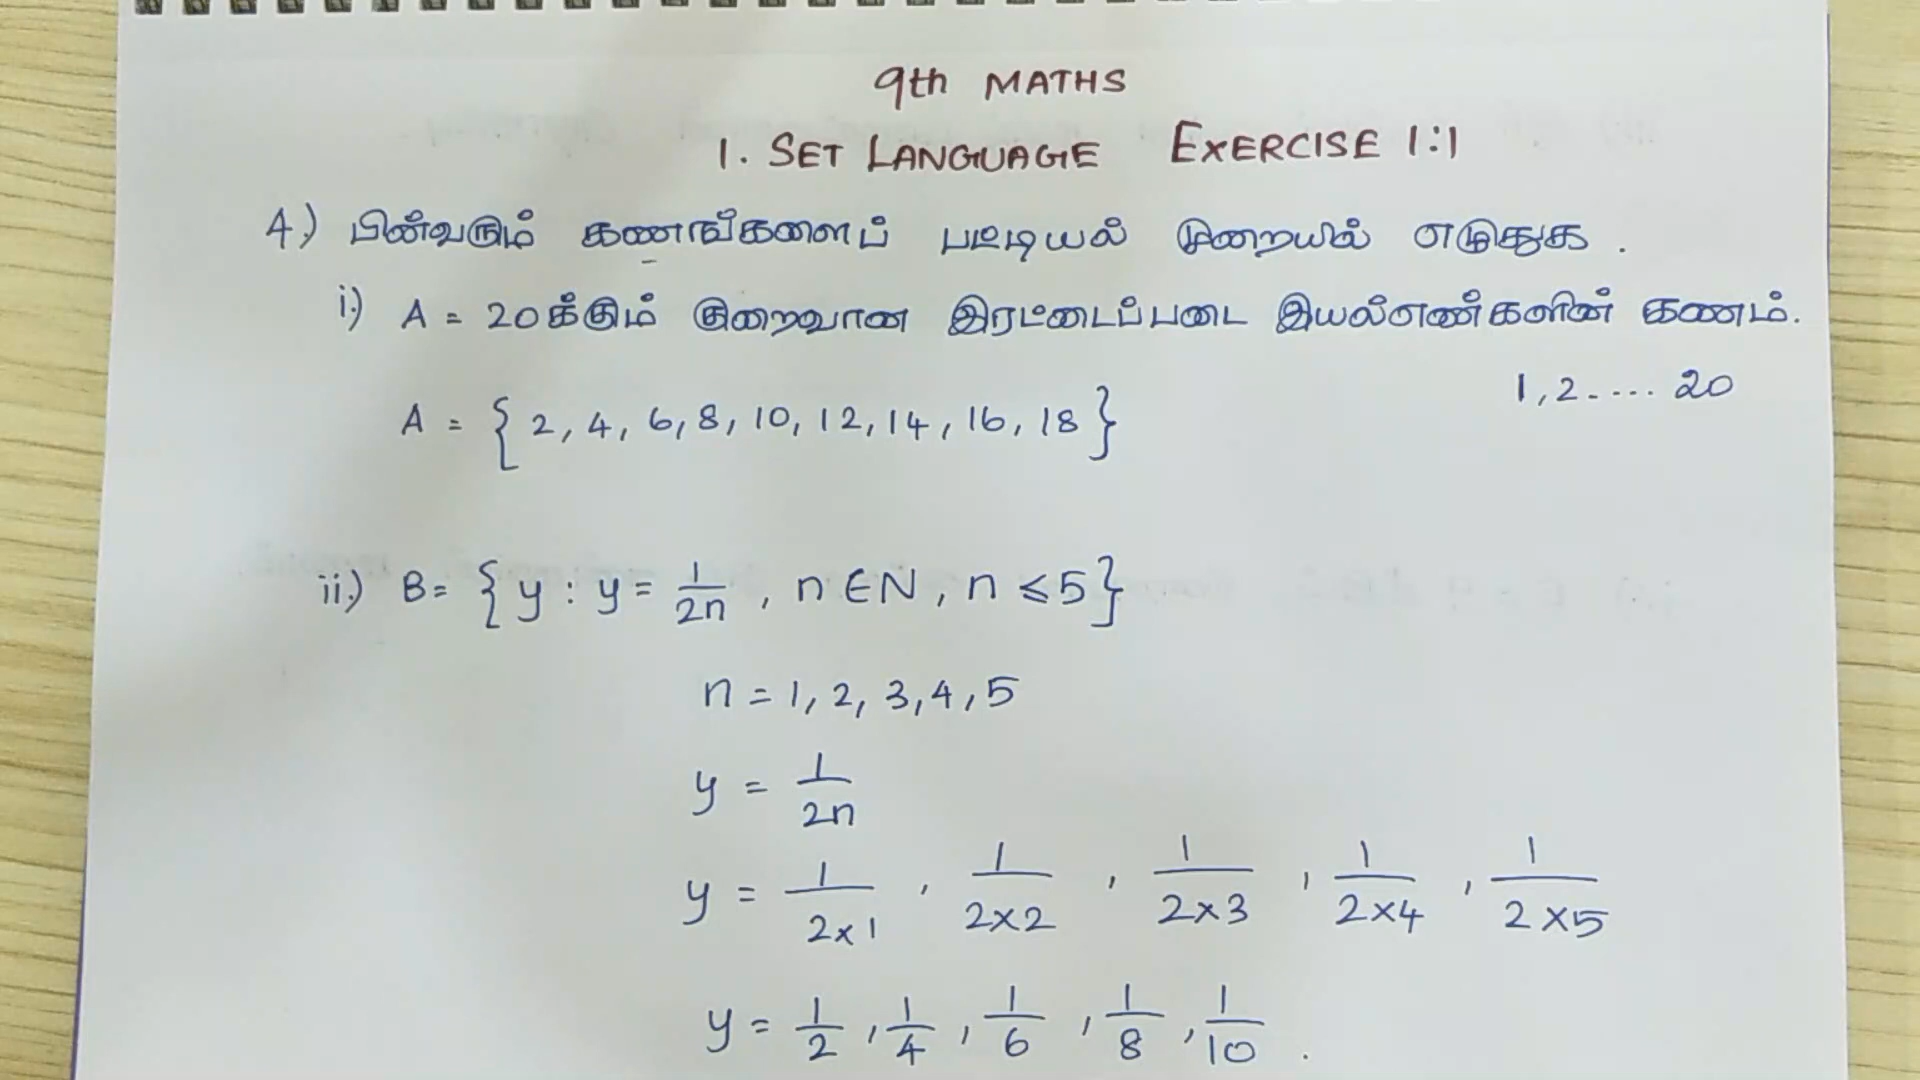 9th MATHS
1. SET LANGUAGE EXERCISE 1:1
4.) பின்வரும் கணங்களைப் பட்டியல் முறையில் எழுதுக .
i.) A = 20க்கும் குறைவான இரட்டைப்படை இயல்எண்களின் கணம்.
1, 2 - .... 20
A = { 2, 4, 6, 8, 10, 12, 14, 16, 18 }
ii.) B = { y : y = 1/2n , n ∈ N , n ≤ 5 }
n = 1, 2, 3, 4, 5
y = 1/2n
y = 1/2×1 , 1/2×2 , 1/2×3 , 1/2×4 , 1/2×5
y = 1/2 , 1/4 , 1/6 , 1/8 , 1/10 .